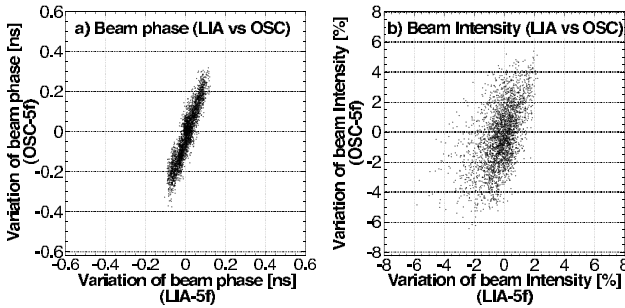 a) Beam phase (LIA vs OSC)
Variation of beam phase [ns]
(OSC-5f)
0.6
0.4
0.2
0
-0.2
-0.4
-0.6
-0.6 -0.4 -0.2 0 0.2 0.4 0.6
Variation of beam phase [ns]
(LIA-5f)
b) Beam Intensity (LIA vs OSC)
Variation of beam Intensity [%]
(OSC-5f)
8
6
4
2
0
-2
-4
-6
-8
-8 -6 -4 -2 0 2 4 6 8
Variation of beam Intensity [%]
(LIA-5f)